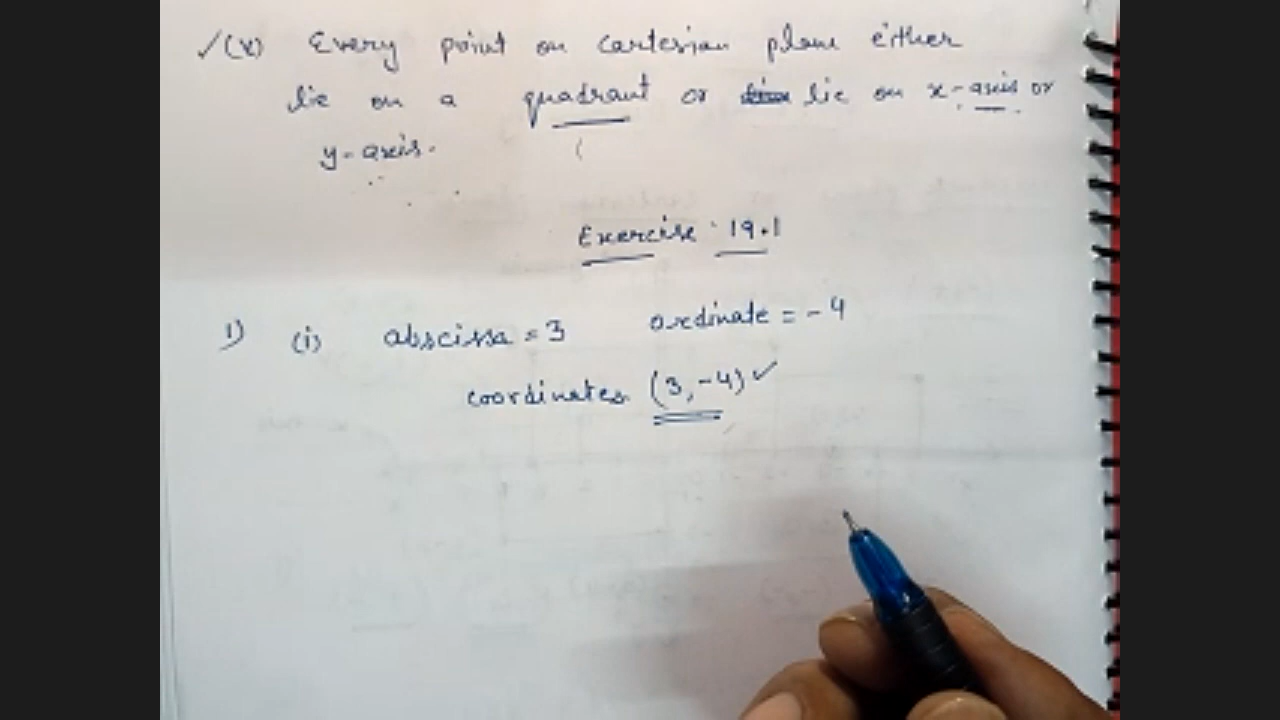 (v) Every point on cartesian plane either
lie on a quadrant or lie on x-axis or
y-axis.
Exercise 19.1
1) (i) abscissa = 3 ordinate = -4
coordinates (3, -4) ✓